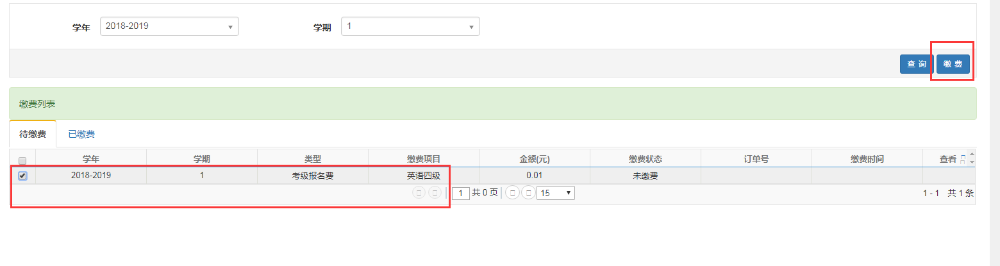 学年 2018-2019 学期 1
查 询 缴 费
缴费列表
待缴费 已缴费
学年 学期 类型 缴费项目 金额(元) 缴费状态 订单号 缴费时间 查看
2018-2019 1 考级报名费 英语四级 0.01 未缴费
1 共 0 页 15 1 - 1 共 1 条